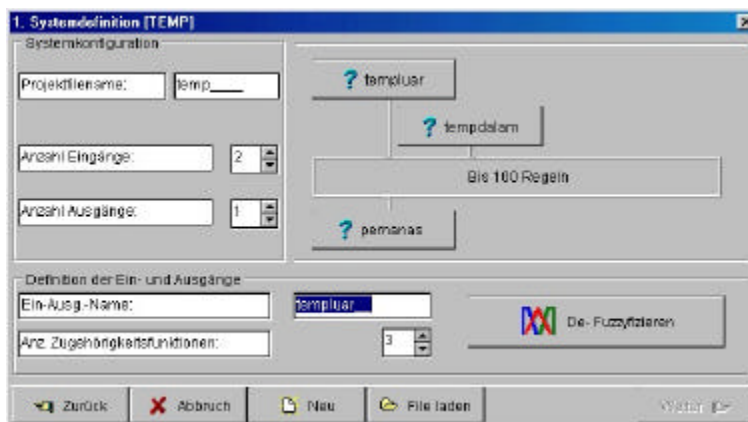 1. Systemdefinition [TEMP]
Systemkonfiguration
Projektfilename: temp____
Anzahl Eingänge: 2
Anzahl Ausgänge: 1
? templuar
? tempdalam
Bis 100 Regeln
? pemanas
Definition der Ein- und Ausgänge
Ein-Ausg.-Name: templuar__
Anz. Zugehörigkeitsfunktionen: 3
De- Fuzzyfizieren
Zurück Abbruch Neu File laden Weiter